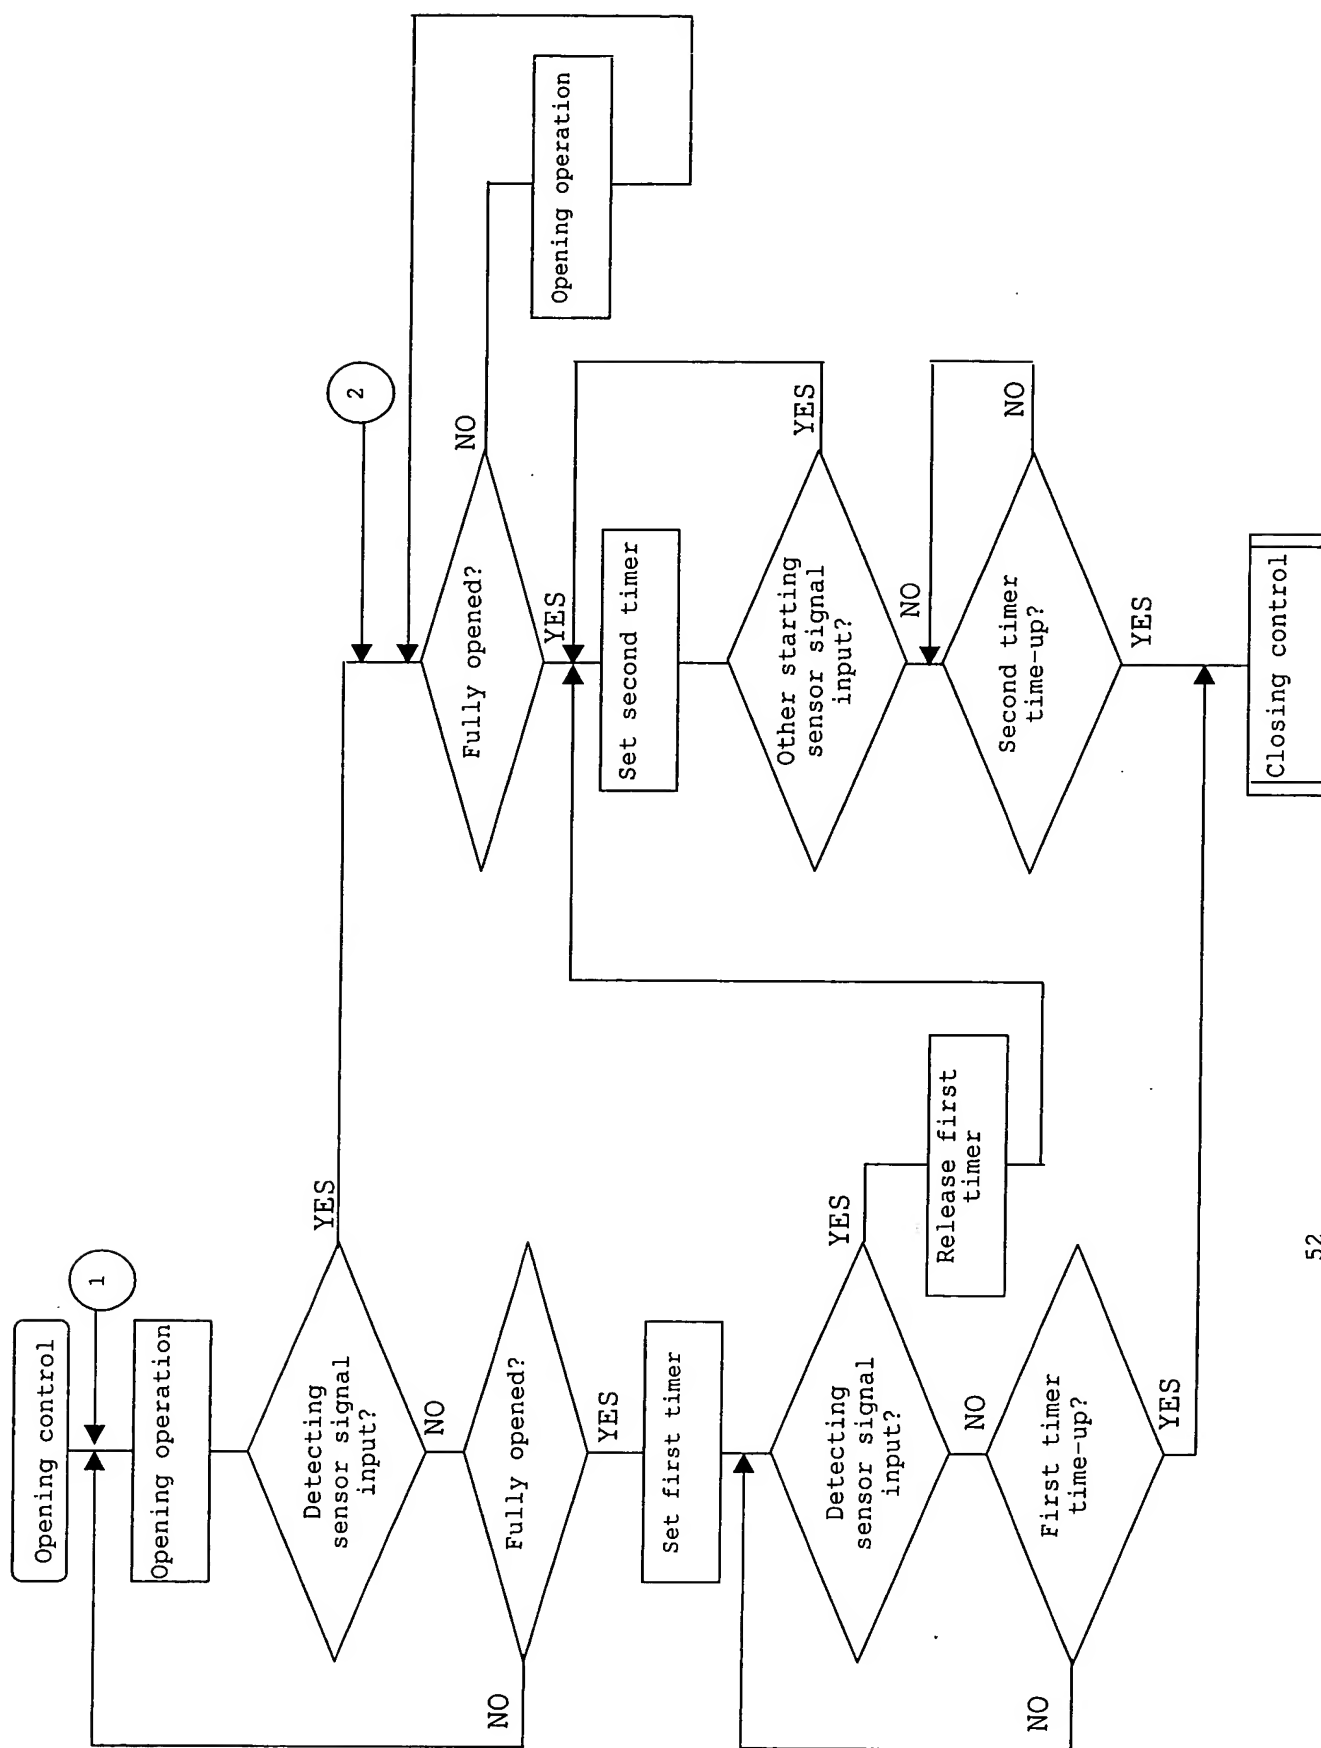 Opening control
1
Opening operation
Detecting
sensor signal
input?
YES
NO
Fully opened?
NO
YES
Set first timer
Detecting
sensor signal
input?
YES
Release first
timer
NO
First timer
time-up?
NO
YES
2
Fully opened?
NO
Opening operation
YES
Set second timer
Other starting
sensor signal
input?
YES
NO
Second timer
time-up?
NO
YES
Closing control
52